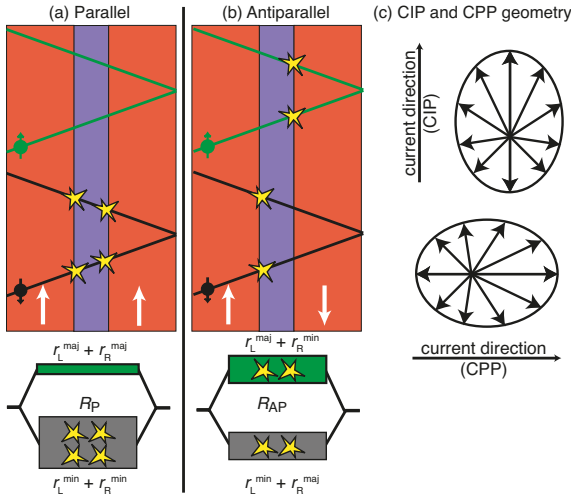 (a) Parallel
(b) Antiparallel
(c) CIP and CPP geometry
current direction
(CIP)
current direction
(CPP)
r_L^maj + r_R^maj
R_P
r_L^min + r_R^min
r_L^maj + r_R^min
R_AP
r_L^min + r_R^maj